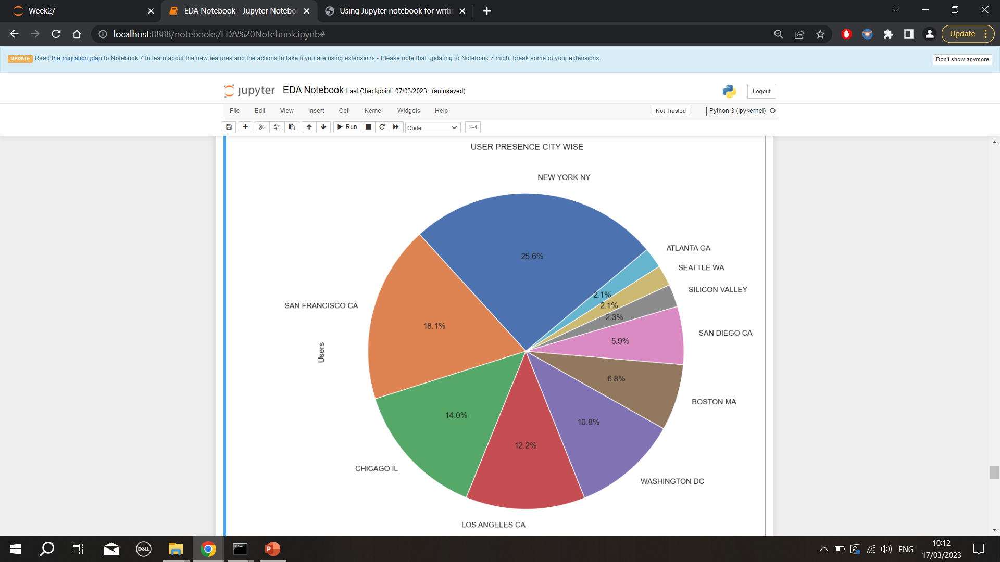 Week2/
EDA Notebook - Jupyter Notebo
Using Jupyter notebook for writin
localhost:8888/notebooks/EDA%20Notebook.ipynb#
Update
UPDATE Read the migration plan to Notebook 7 to learn about the new features and the actions to take if you are using extensions - Please note that updating to Notebook 7 might break some of your extensions.
Don't show anymore
jupyter EDA Notebook Last Checkpoint: 07/03/2023 (autosaved)
Logout
File Edit View Insert Cell Kernel Widgets Help
Not Trusted
Python 3 (ipykernel)
Run
Code
USER PRESENCE CITY WISE
NEW YORK NY
ATLANTA GA
25.6%
SEATTLE WA
SILICON VALLEY
2.1%
2.1%
SAN FRANCISCO CA
2.3%
18.1%
SAN DIEGO CA
5.9%
Users
6.8%
BOSTON MA
14.0%
10.8%
12.2%
CHICAGO IL
WASHINGTON DC
LOS ANGELES CA
DELL
P
ENG
10:12
17/03/2023